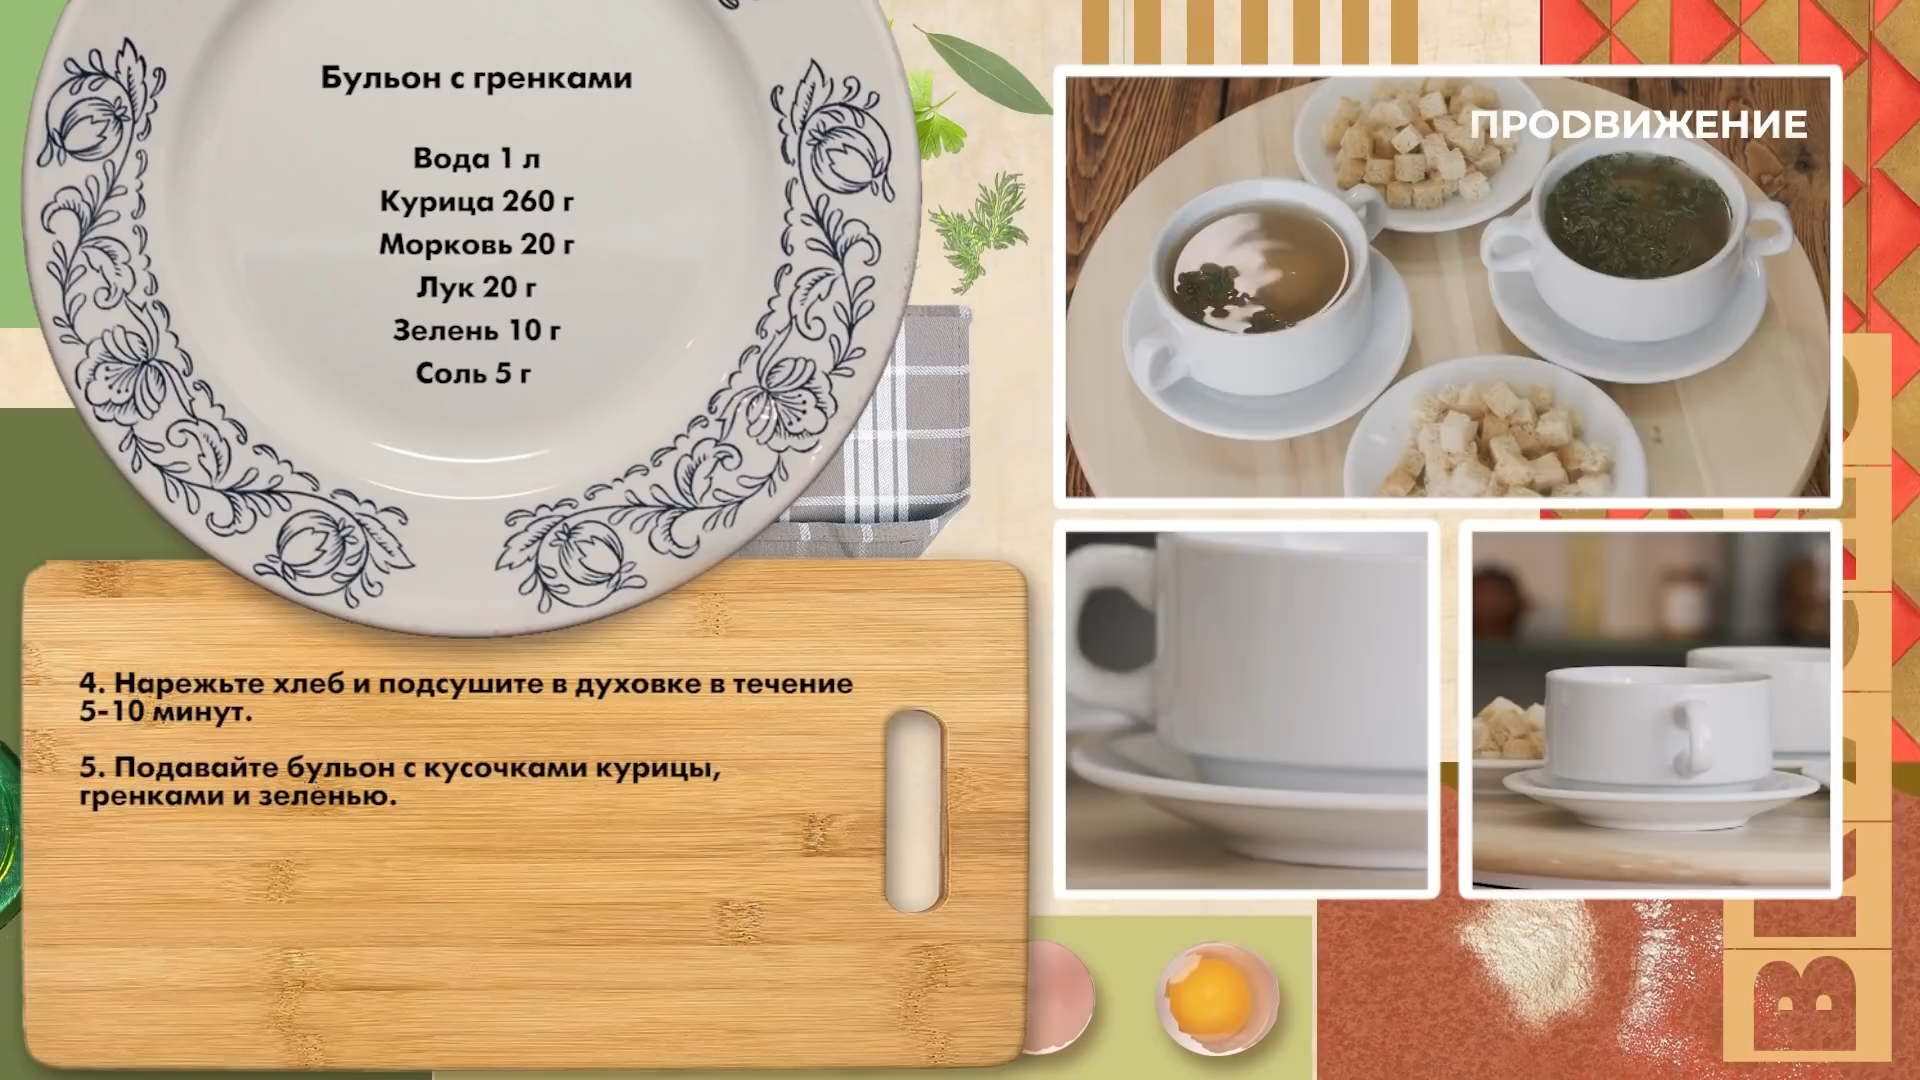 Бульон с гренками
Вода 1 л
Курица 260 г
Морковь 20 г
Лук 20 г
Зелень 10 г
Соль 5 г
ПРОДВИЖЕНИЕ
4. Нарежьте хлеб и подсушите в духовке в течение
5-10 минут.
5. Подавайте бульон с кусочками курицы,
гренками и зеленью.